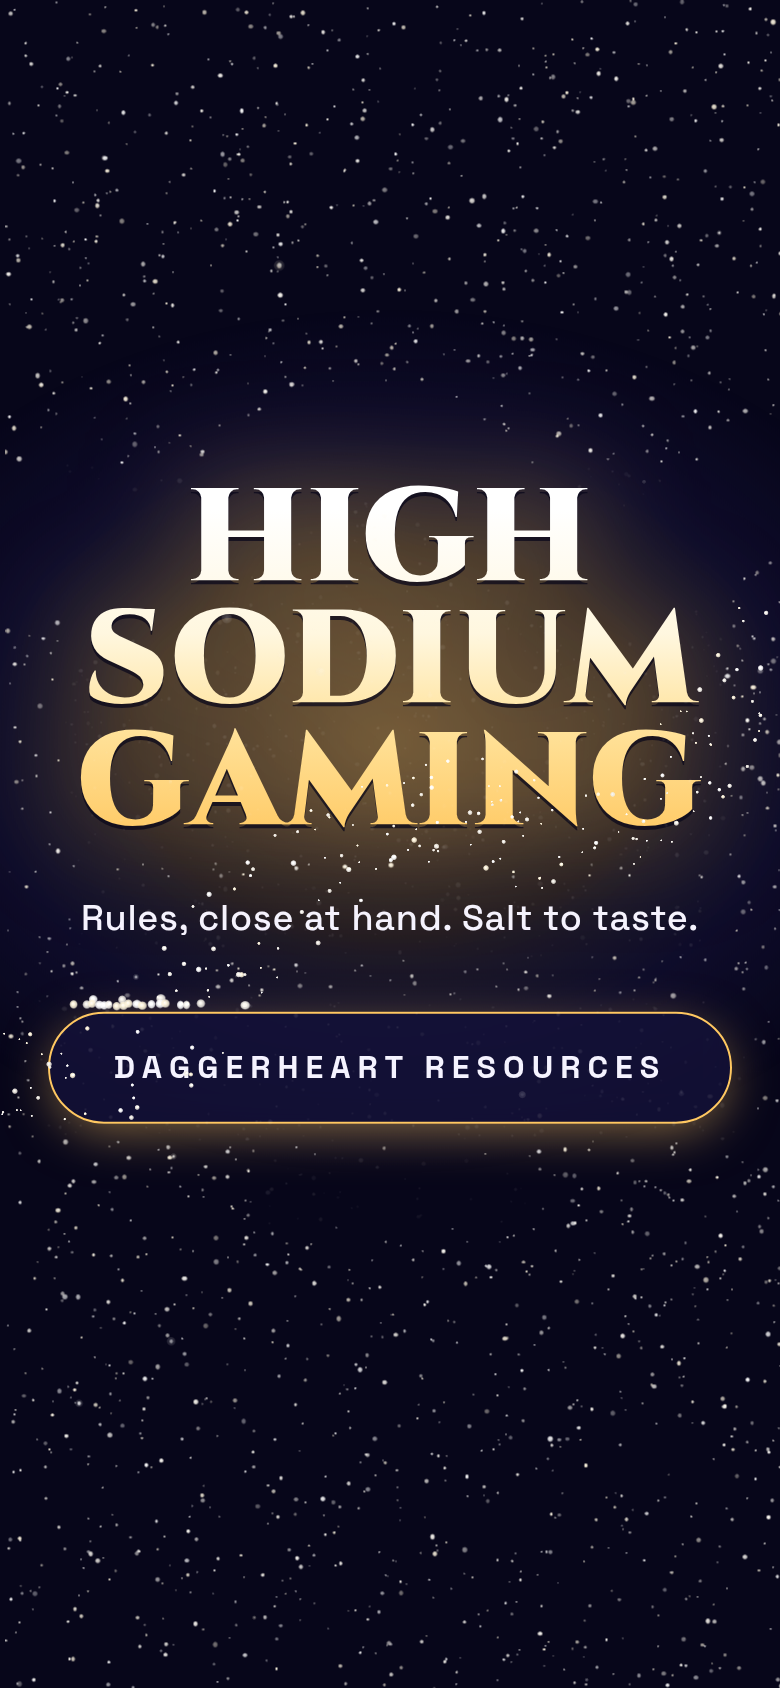 HIGH
SODIUM
GAMING
Rules, close at hand. Salt to taste.
DAGGERHEART RESOURCES